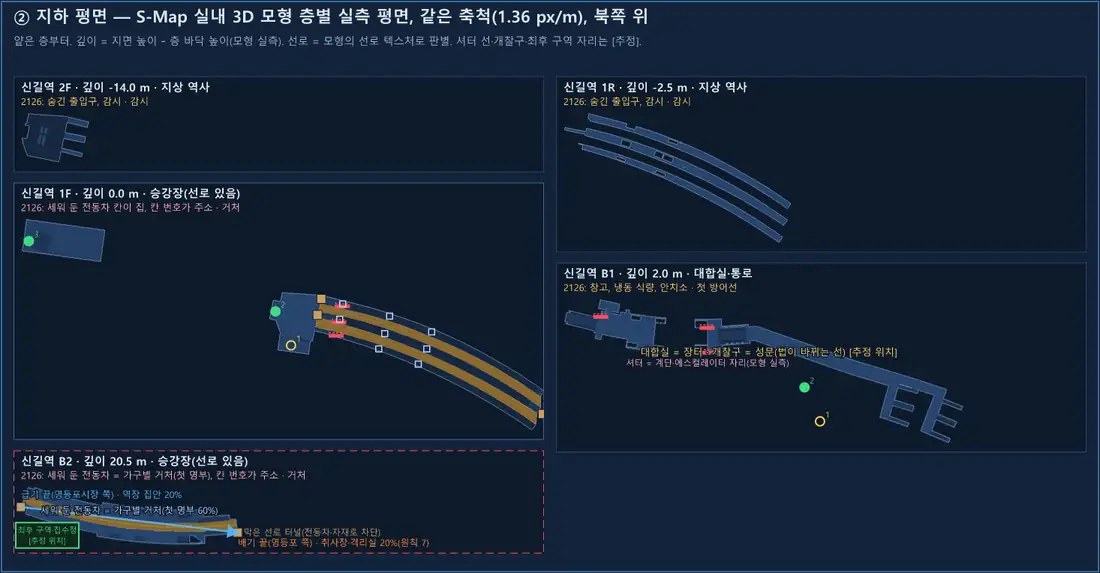 ② 지하 평면 — S-Map 실내 3D 모형 층별 실측 평면, 같은 축척(1.36 px/m), 북쪽 위
얕은 층부터. 깊이 = 지면 높이 − 층 바닥 높이(모형 실측). 선로 = 모형의 선로 텍스처로 판별. 셔터 선·개찰구·최후 구역 자리는 [추정].
신길역 2F · 깊이 -14.0 m · 지상 역사
2126: 숨긴 출입구, 감시 · 감시
신길역 1R · 깊이 -2.5 m · 지상 역사
2126: 숨긴 출입구, 감시 · 감시
신길역 1F · 깊이 0.0 m · 승강장(선로 있음)
2126: 세워 둔 전동차 칸이 집, 칸 번호가 주소 · 거처
3
2
1
신길역 B1 · 깊이 2.0 m · 대합실·통로
2126: 창고, 냉동 식량, 안치소 · 첫 방어선
대합실 = 장터 개찰구 = 성문(법이 바뀌는 선) [추정 위치]
셔터 = 계단·에스컬레이터 자리(모형 실측)
2
1
신길역 B2 · 깊이 20.5 m · 승강장(선로 있음)
2126: 세워 둔 전동차 = 가구별 거처(첫 명부), 칸 번호가 주소 · 거처
급기 끝(영등포시장 쪽) · 역장 집안 20%
세워 둔 전동차 = 가구별 거처(첫 명부 60%)
최후 구역·집수정
[추정 위치]
막은 선로 터널(전동차·자재로 차단)
배기 끝(영등포 쪽) · 취사장·격리실 20%(원칙 7)